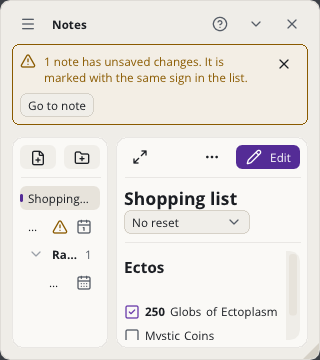 Notes
1 note has unsaved changes. It is
marked with the same sign in the list.
Go to note
Edit
Shopping...
...
Ra... 1
...
Shopping list
No reset
Ectos
250 Globs of Ectoplasm
Mystic Coins